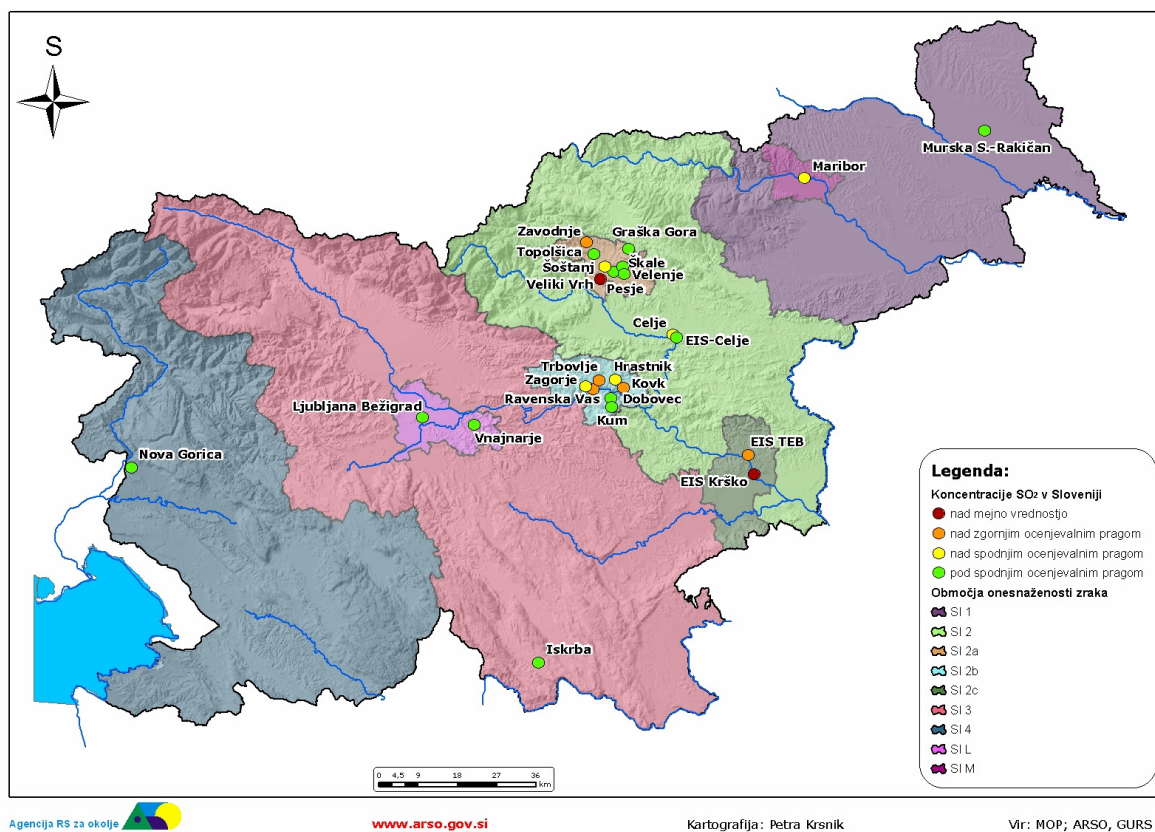 S
Murska S.-Rakičan
Maribor
Zavodnje
Graška Gora
Topolšica
Šoštanj
Škale
Velenje
Veliki Vrh
Pesje
Celje
EIS-Celje
Trbovlje
Hrastnik
Zagorje
Kovk
Ravenska Vas
Dobovec
Kum
Ljubljana Bežigrad
Vnajnarje
EIS TEB
EIS Krško
Nova Gorica
Iskrba
Legenda:
Koncentracije SO₂ v Sloveniji
nad mejno vrednostjo
nad zgornjim ocenjevalnim pragom
nad spodnjim ocenjevalnim pragom
pod spodnjim ocenjevalnim pragom
Območja onesnaženosti zraka
SI 1
SI 2
SI 2a
SI 2b
SI 2c
SI 3
SI 4
SI L
SI M
0 4,5 9 18 27 36
km
Agencija RS za okolje
www.arso.gov.si
Kartografija: Petra Krsnik
Vir: MOP; ARSO, GURS